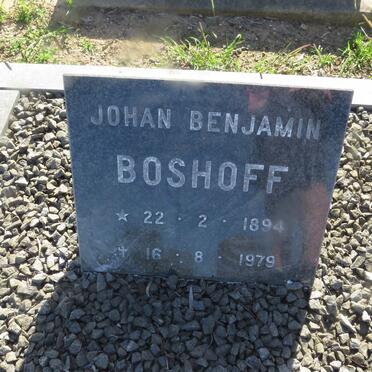 JOHAN BENJAMIN
BOSHOFF
☆ 22 · 2 · 1894
† 16 · 8 · 1979